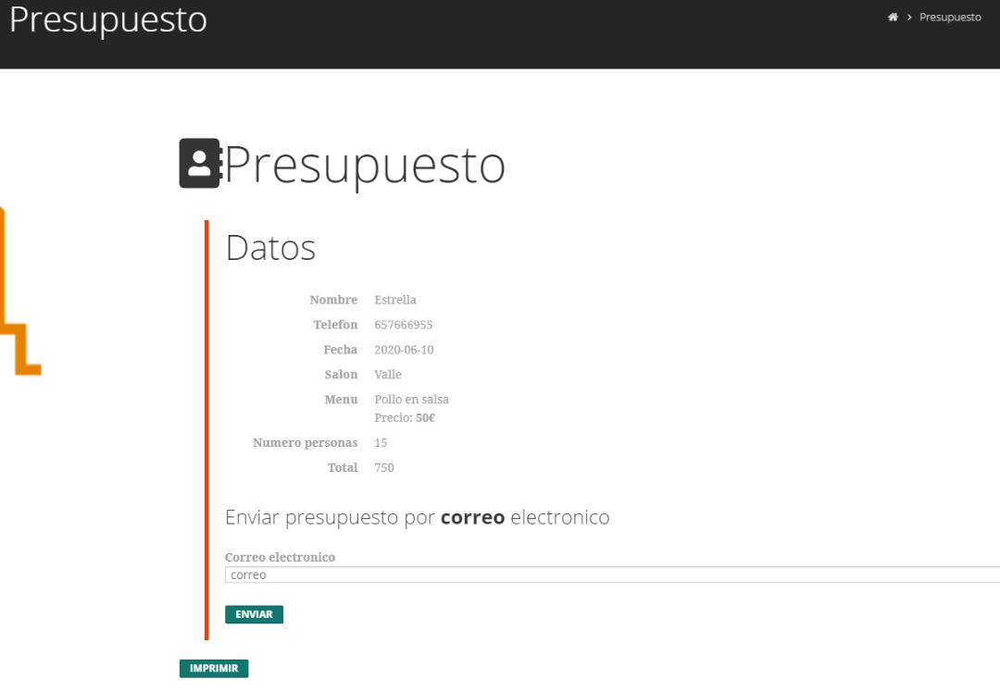 Presupuesto
> Presupuesto
Presupuesto
Datos
Nombre Estrella
Telefon 657666955
Fecha 2020-06-10
Salon Valle
Menu Pollo en salsa
Precio: 50€
Numero personas 15
Total 750
Enviar presupuesto por correo electronico
Correo electronico
correo
ENVIAR
IMPRIMIR